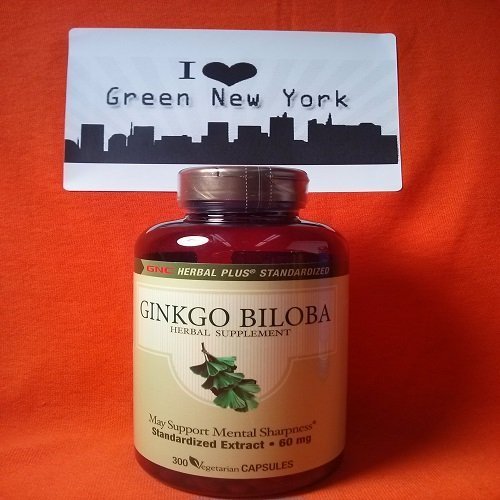 I ♥
Green New York
GNC HERBAL PLUS® STANDARDIZED
GINKGO BILOBA
HERBAL SUPPLEMENT
May Support Mental Sharpness*
Standardized Extract • 60 mg
300 Vegetarian CAPSULES